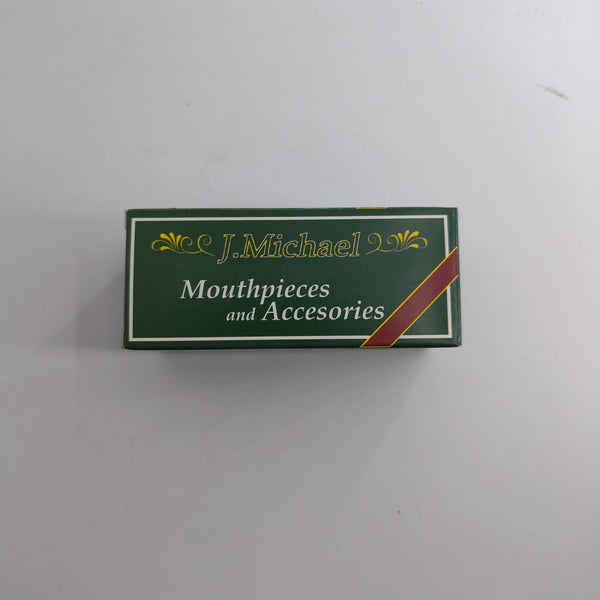 J.Michael
Mouthpieces
and Accesories